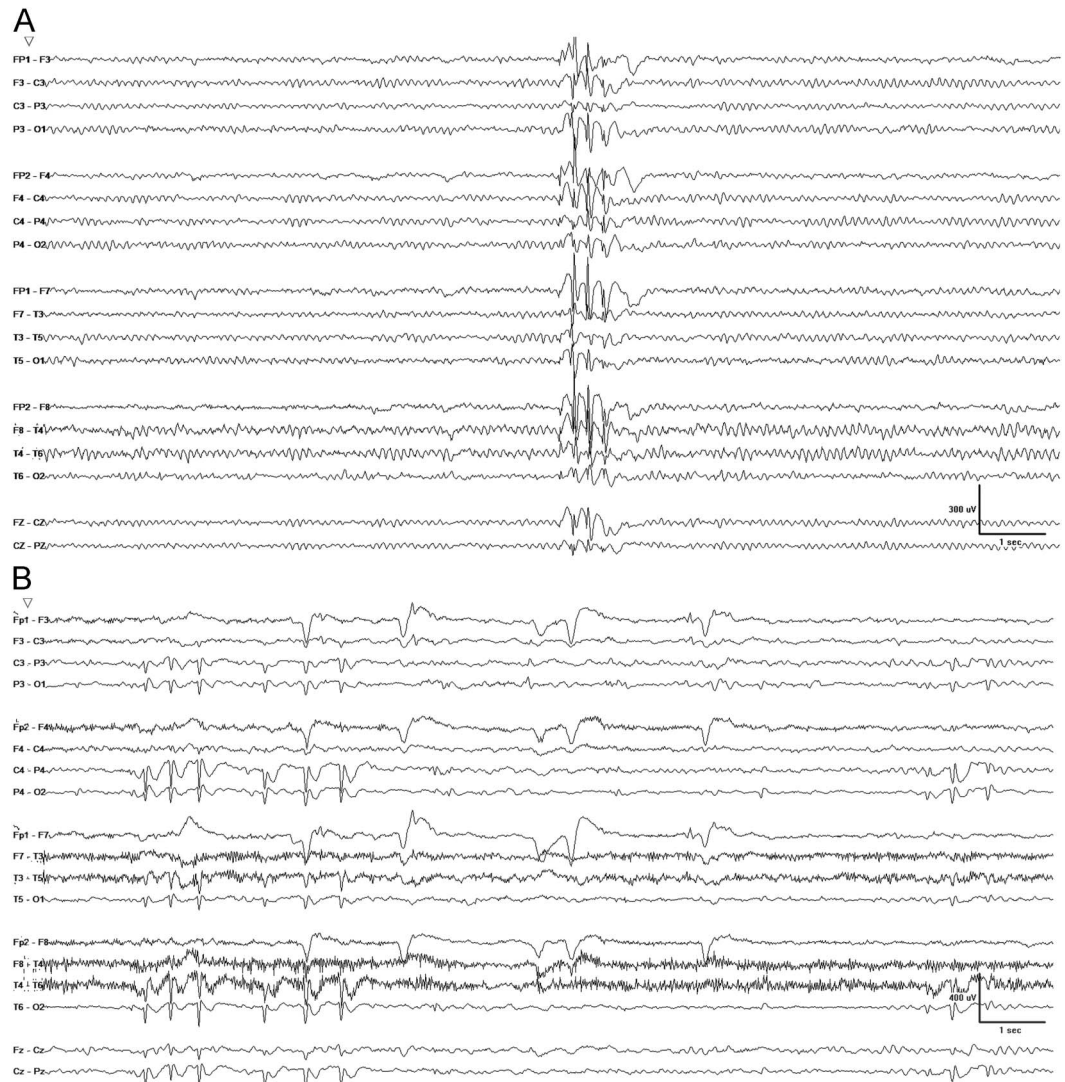 A
FP1 - F3
F3 - C3
C3 - P3
P3 - O1
FP2 - F4
F4 - C4
C4 - P4
P4 - O2
FP1 - F7
F7 - T3
T3 - T5
T5 - O1
FP2 - F8
F8 - T4
T4 - T6
T6 - O2
300 uV
FZ - CZ
1 sec
CZ - PZ
B
Fp1 - F3
F3 - C3
C3 - P3
P3 - O1
Fp2 - F4
F4 - C4
C4 - P4
P4 - O2
Fp1 - F7
F7 - T3
T3 - T5
T5 - O1
Fp2 - F8
F8 - T4
T4 - T6
400 uV
T6 - O2
1 sec
Fz - Cz
Cz - Pz